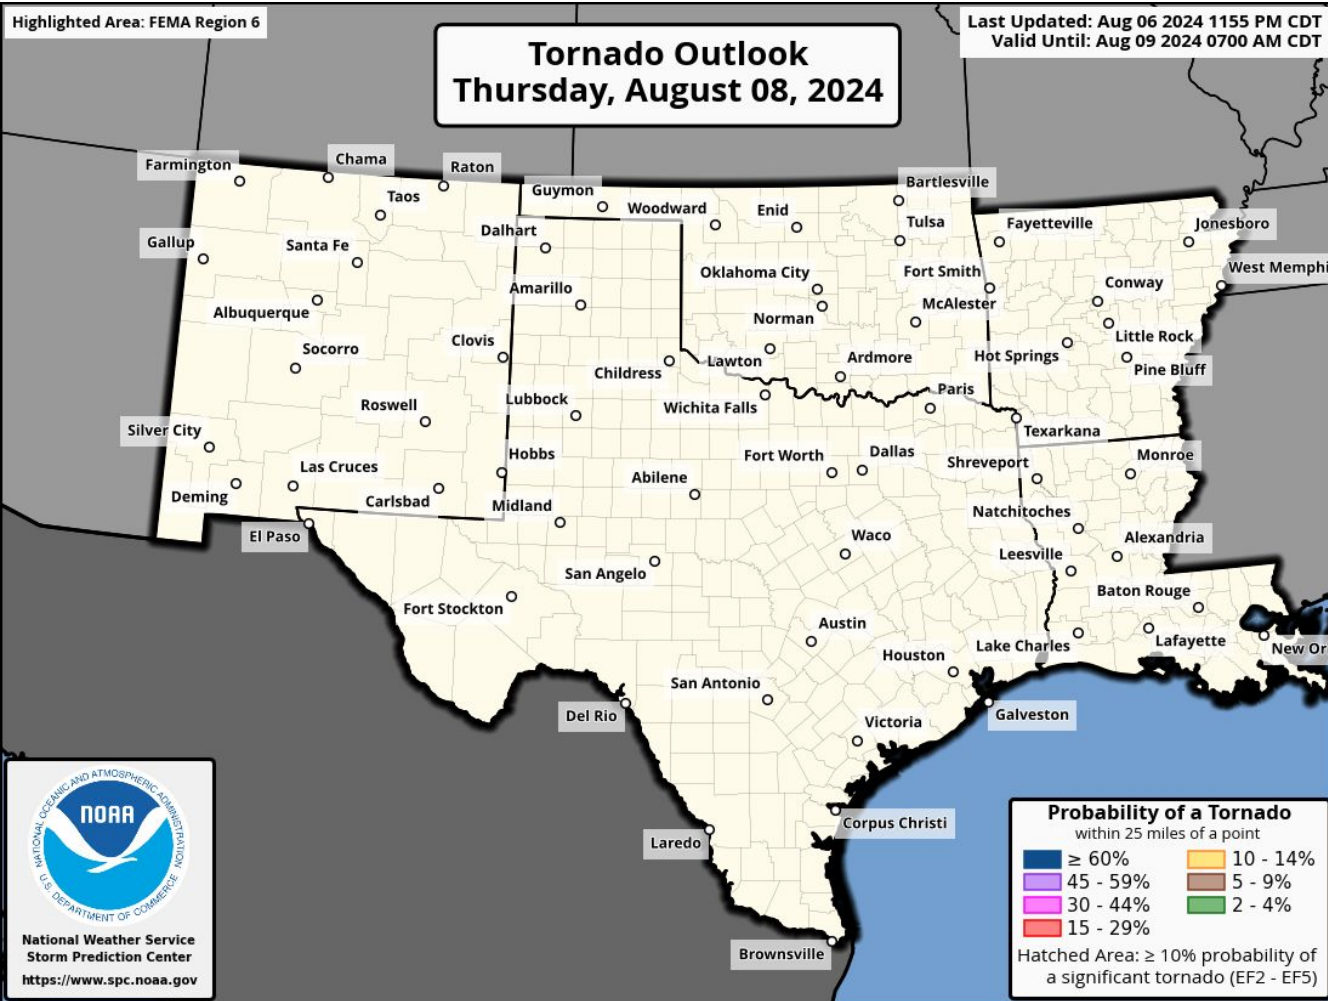 Highlighted Area: FEMA Region 6
Last Updated: Aug 06 2024 1155 PM CDT
Valid Until: Aug 09 2024 0700 AM CDT
Tornado Outlook
Thursday, August 08, 2024
Farmington
Chama
Raton
Taos
Guymon
Woodward
Enid
Bartlesville
Tulsa
Fayetteville
Jonesboro
Gallup
Santa Fe
Dalhart
Oklahoma City
Fort Smith
West Memphi
Conway
Albuquerque
Amarillo
Norman
McAlester
Little Rock
Socorro
Clovis
Childress
Lawton
Ardmore
Hot Springs
Pine Bluff
Roswell
Lubbock
Wichita Falls
Paris
Texarkana
Silver City
Las Cruces
Hobbs
Abilene
Fort Worth
Dallas
Shreveport
Monroe
Deming
Carlsbad
Midland
Natchitoches
El Paso
San Angelo
Waco
Leesville
Alexandria
Fort Stockton
Austin
Baton Rouge
Houston
Lake Charles
Lafayette
New Or
San Antonio
Del Rio
Victoria
Galveston
Laredo
Corpus Christi
Brownsville
NATIONAL OCEANIC AND ATMOSPHERIC ADMINISTRATION
NOAA
U.S. DEPARTMENT OF COMMERCE
National Weather Service
Storm Prediction Center
https://www.spc.noaa.gov
Probability of a Tornado
within 25 miles of a point
≥ 60%
45 - 59%
30 - 44%
15 - 29%
10 - 14%
5 - 9%
2 - 4%
Hatched Area: ≥ 10% probability of
a significant tornado (EF2 - EF5)